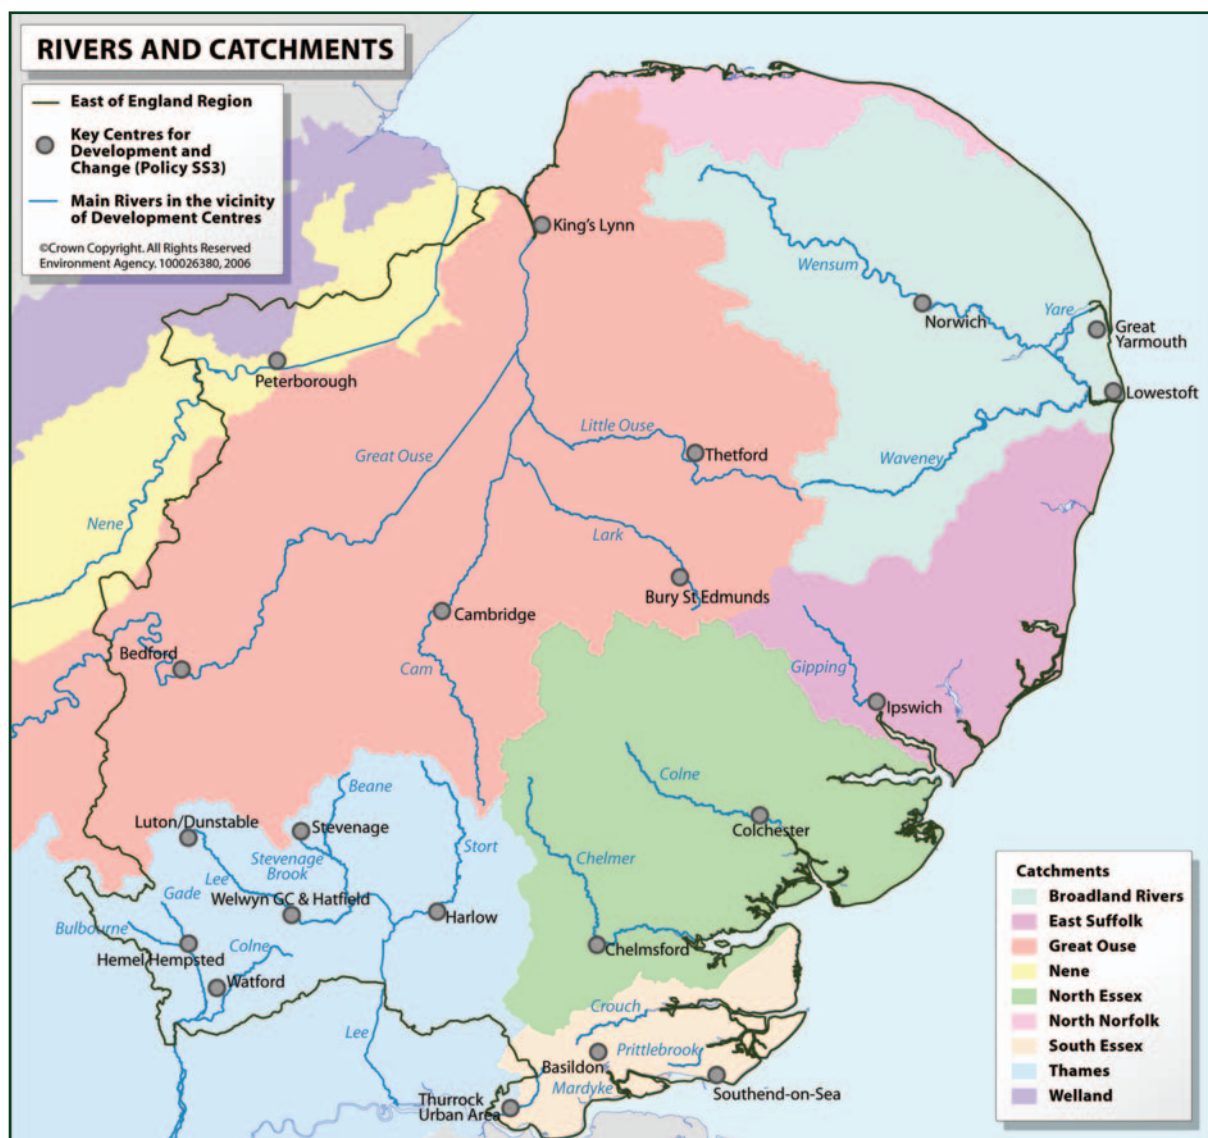 RIVERS AND CATCHMENTS
East of England Region
Key Centres for
Development and
Change (Policy SS3)
Main Rivers in the vicinity
of Development Centres
©Crown Copyright. All Rights Reserved
Environment Agency, 100026380, 2006
King's Lynn
Wensum
Norwich
Yare
Great
Yarmouth
Peterborough
Lowestoft
Little Ouse
Great Ouse
Thetford
Waveney
Nene
Lark
Bury St Edmunds
Cambridge
Bedford
Cam
Gipping
Ipswich
Beane
Colne
Luton/Dunstable
Stevenage
Colchester
Stort
Stevenage
Brook
Chelmer
Lee
Gade
Welwyn GC & Hatfield
Harlow
Bulbourne
Colne
Hemel Hempsted
Chelmsford
Watford
Crouch
Lee
Prittlebrook
Basildon
Mardyke
Southend-on-Sea
Thurrock
Urban Area
Catchments
Broadland Rivers
East Suffolk
Great Ouse
Nene
North Essex
North Norfolk
South Essex
Thames
Welland